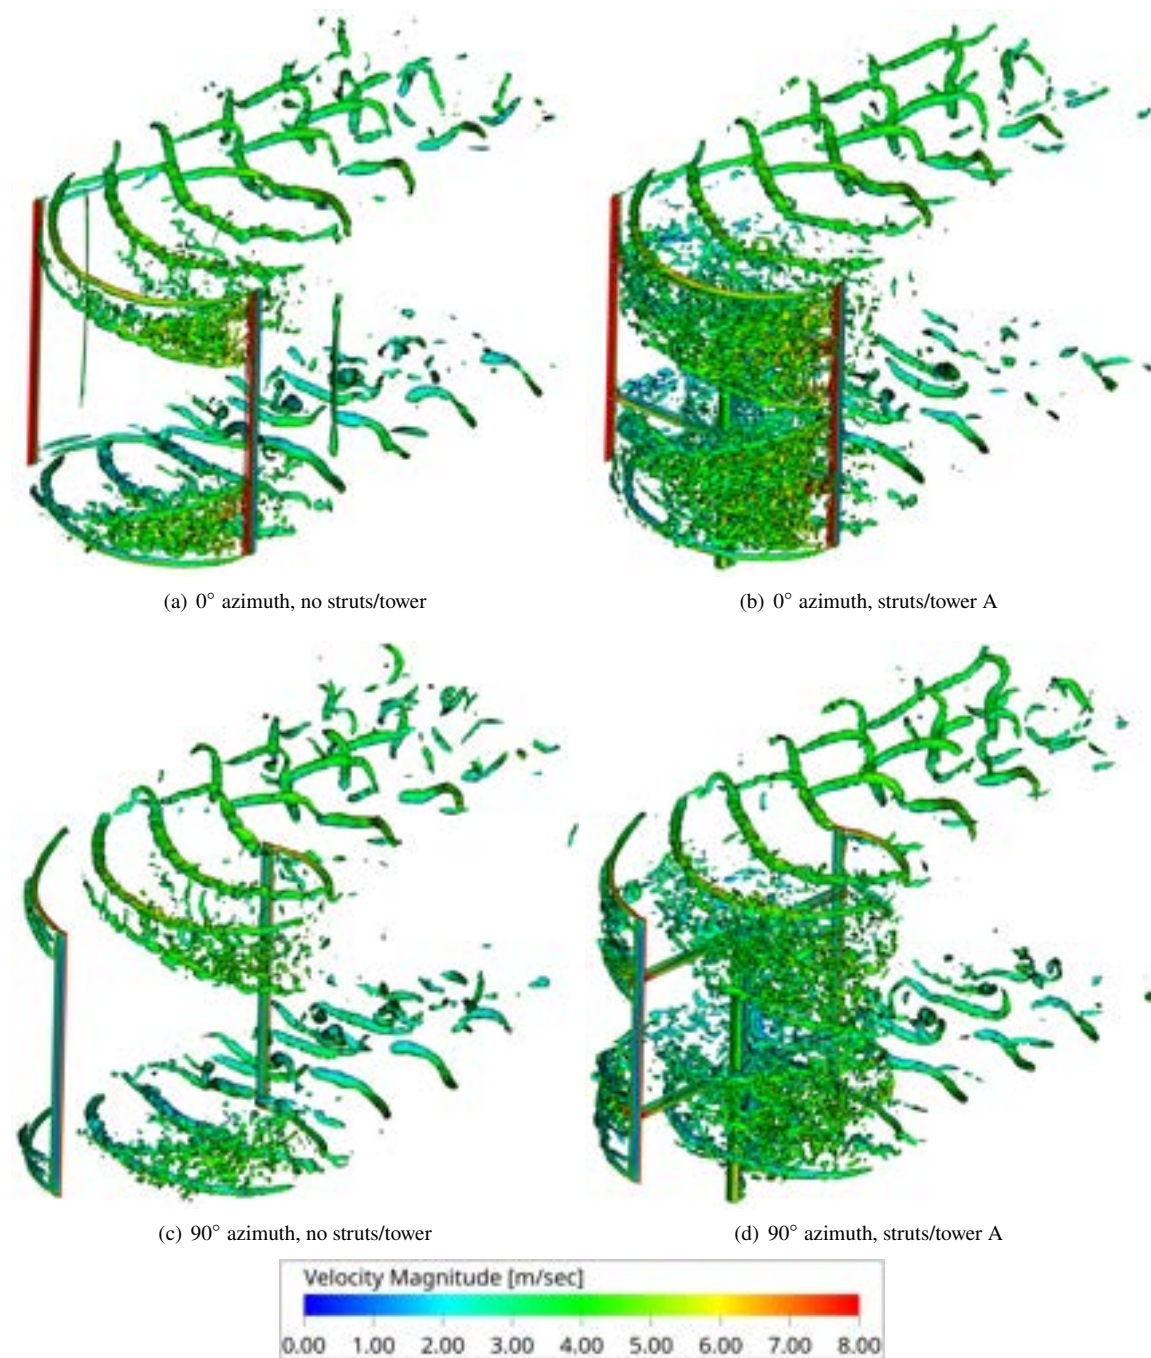 (a) 0° azimuth, no struts/tower
(b) 0° azimuth, struts/tower A
(c) 90° azimuth, no struts/tower
(d) 90° azimuth, struts/tower A
Velocity Magnitude [m/sec]
0.00 1.00 2.00 3.00 4.00 5.00 6.00 7.00 8.00